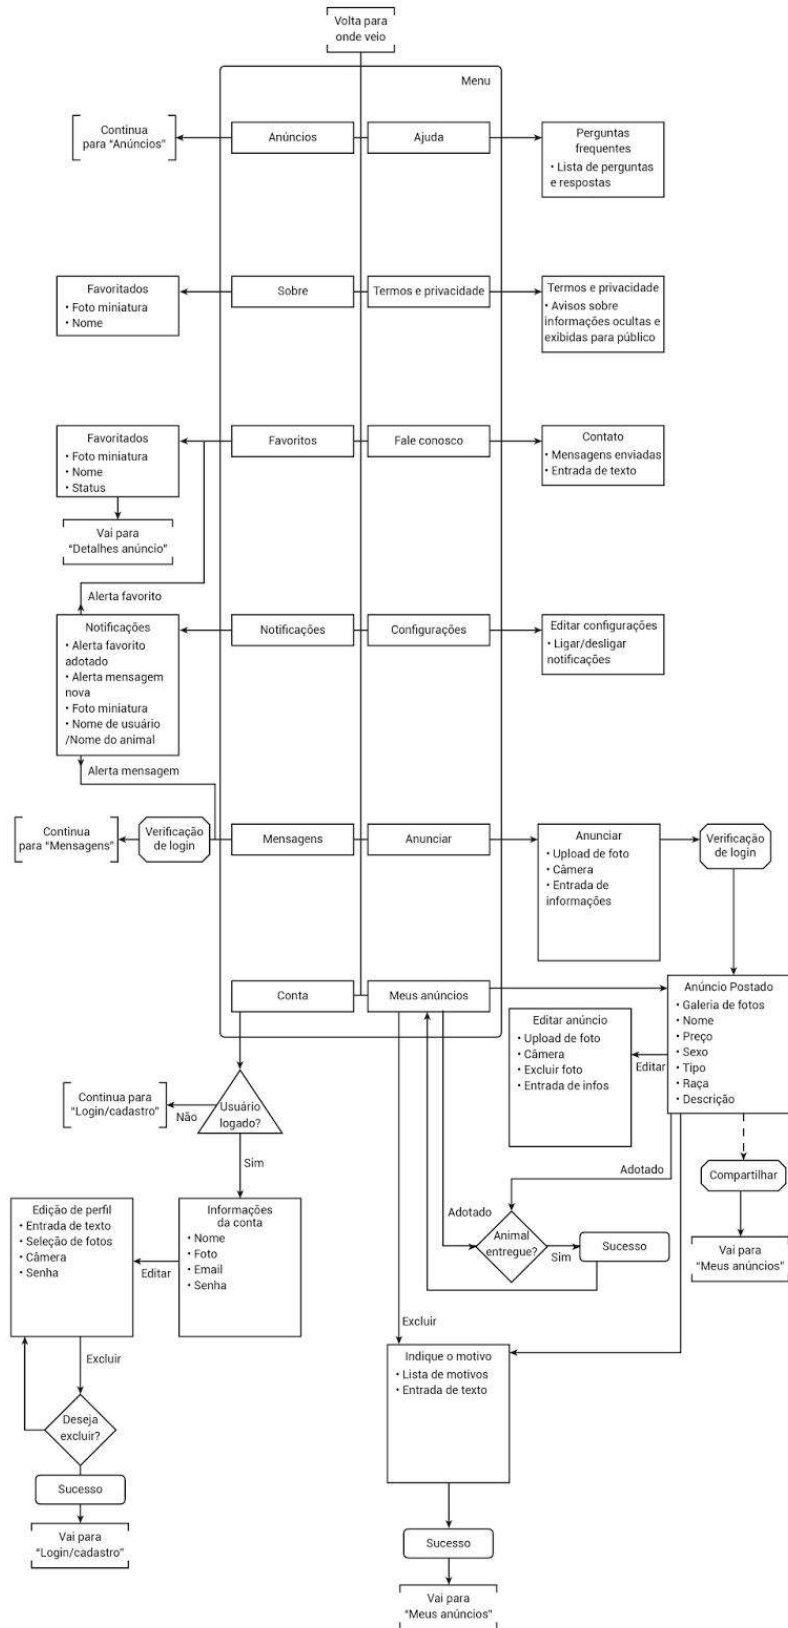 Volta para
onde veio
Menu
Continua
para “Anúncios”
Anúncios
Ajuda
Perguntas
frequentes
• Lista de perguntas
e respostas
Favoritados
• Foto miniatura
• Nome
Sobre
Termos e privacidade
Termos e privacidade
• Avisos sobre
informações ocultas e
exibidas para público
Favoritados
• Foto miniatura
• Nome
• Status
Favoritos
Fale conosco
Contato
• Mensagens enviadas
• Entrada de texto
Vai para
“Detalhes anúncio”
Alerta favorito
Notificações
• Alerta favorito
adotado
• Alerta mensagem
nova
• Foto miniatura
• Nome de usuário
/Nome do animal
Notificações
Configurações
Editar configurações
• Ligar/desligar
notificações
Alerta mensagem
Continua
para “Mensagens”
Verificação
de login
Mensagens
Anunciar
Anunciar
• Upload de foto
• Câmera
• Entrada de
informações
Verificação
de login
Conta
Meus anúncios
Anúncio Postado
• Galeria de fotos
• Nome
• Preço
• Sexo
• Tipo
• Raça
• Descrição
Editar anúncio
• Upload de foto
• Câmera
• Excluir foto
• Entrada de infos
Editar
Continua para
“Login/cadastro”
Não
Usuário
logado?
Sim
Adotado
Compartilhar
Vai para
“Meus anúncios”
Edição de perfil
• Entrada de texto
• Seleção de fotos
• Câmera
• Senha
Editar
Informações
da conta
• Nome
• Foto
• Email
• Senha
Adotado
Animal
entregue?
Sim
Sucesso
Excluir
Excluir
Indique o motivo
• Lista de motivos
• Entrada de texto
Deseja
excluir?
Sucesso
Vai para
“Login/cadastro”
Sucesso
Vai para
“Meus anúncios”